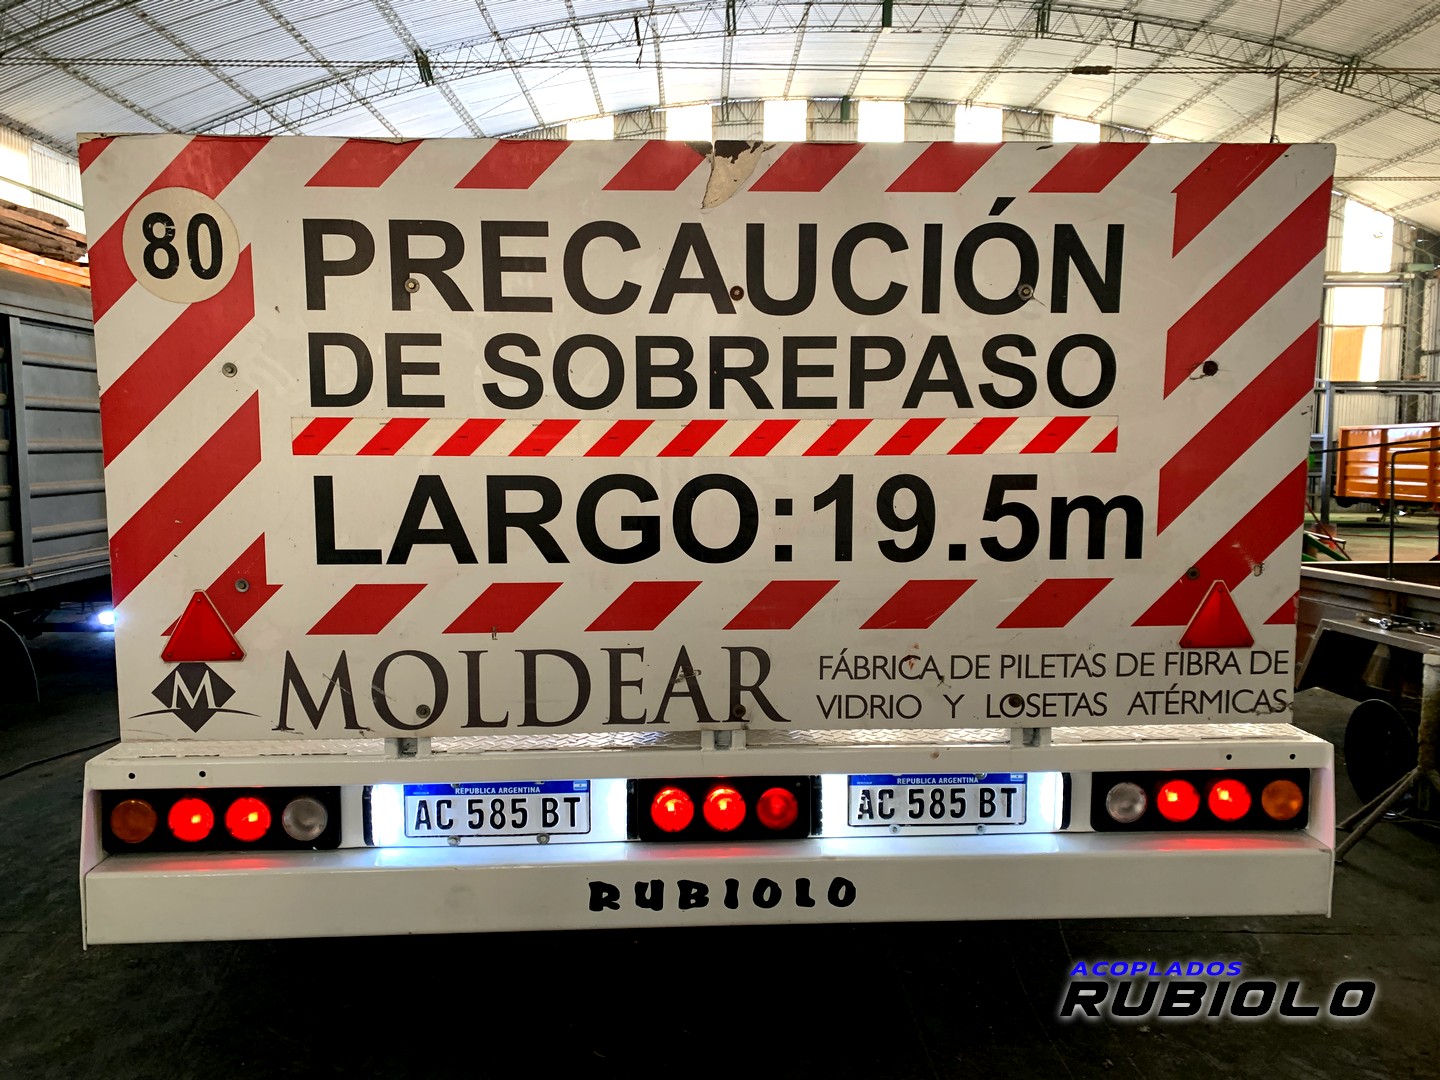 80
PRECAUCIÓN
DE SOBREPASO
LARGO:19.5m
M
MOLDEAR
FÁBRICA DE PILETAS DE FIBRA DE
VIDRIO Y LOSETAS ATÉRMICAS
REPUBLICA ARGENTINA
AC 585 BT
REPUBLICA ARGENTINA
AC 585 BT
RUBIOLO
ACOPLADOS
RUBIOLO